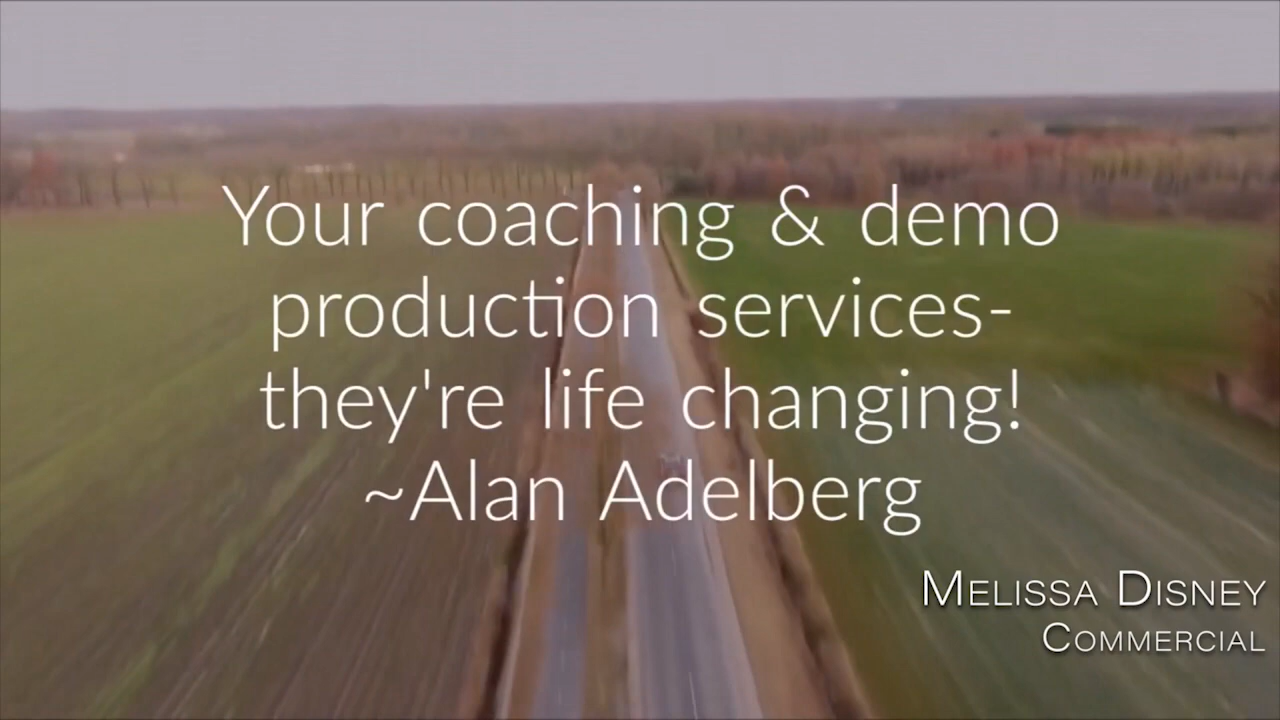 Your coaching & demo
production services-
they're life changing!
~Alan Adelberg
Melissa Disney
Commercial